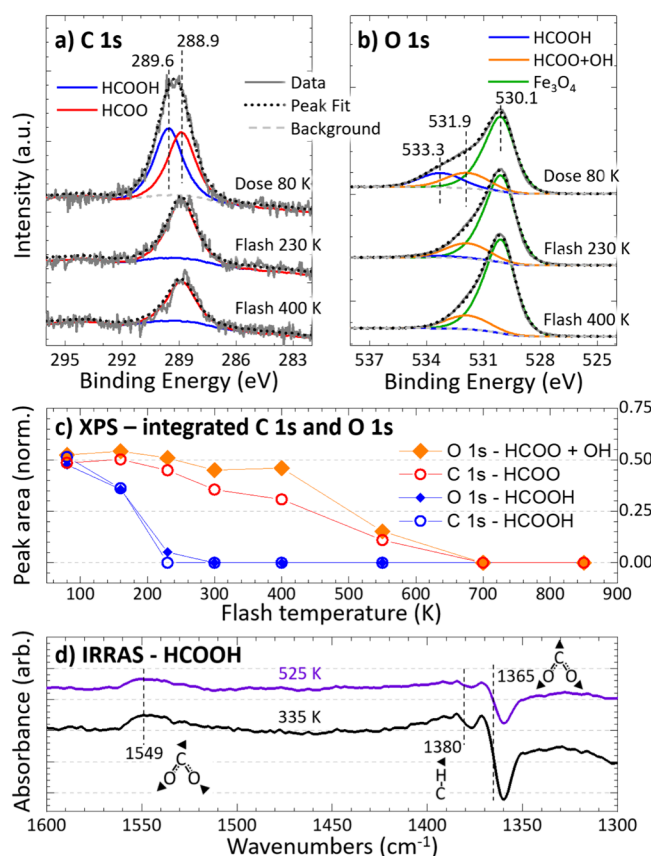 a) C 1s
289.6
288.9
HCOOH
HCOO
Data
Peak Fit
Background
Dose 80 K
Flash 230 K
Flash 400 K
295 292 289 286 283
Binding Energy (eV)
Intensity (a.u.)
b) O 1s
HCOOH
HCOO+OH
Fe3O4
530.1
531.9
533.3
Dose 80 K
Flash 230 K
Flash 400 K
537 534 531 528 525
Binding Energy (eV)
c) XPS – integrated C 1s and O 1s
O 1s - HCOO + OH
C 1s - HCOO
O 1s - HCOOH
C 1s - HCOOH
0.75
0.50
0.25
0.00
Peak area (norm.)
100 200 300 400 500 600 700 800 900
Flash temperature (K)
d) IRRAS - HCOOH
525 K
335 K
1549
1380
1365
C
O O
H
C
C
O O
Absorbance (arb.)
1600 1550 1500 1450 1400 1350 1300
Wavenumbers (cm-1)